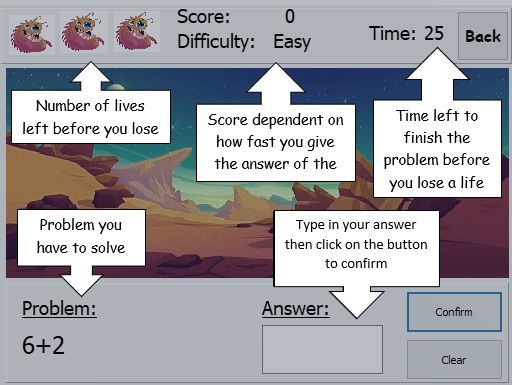 Score: 0
Difficulty: Easy
Time: 25
Back
Number of lives
left before you lose
Score dependent on
how fast you give
the answer of the
Time left to
finish the
problem before
you lose a life
Problem you
have to solve
Type in your answer
then click on the button
to confirm
Problem:
6+2
Answer:
Confirm
Clear